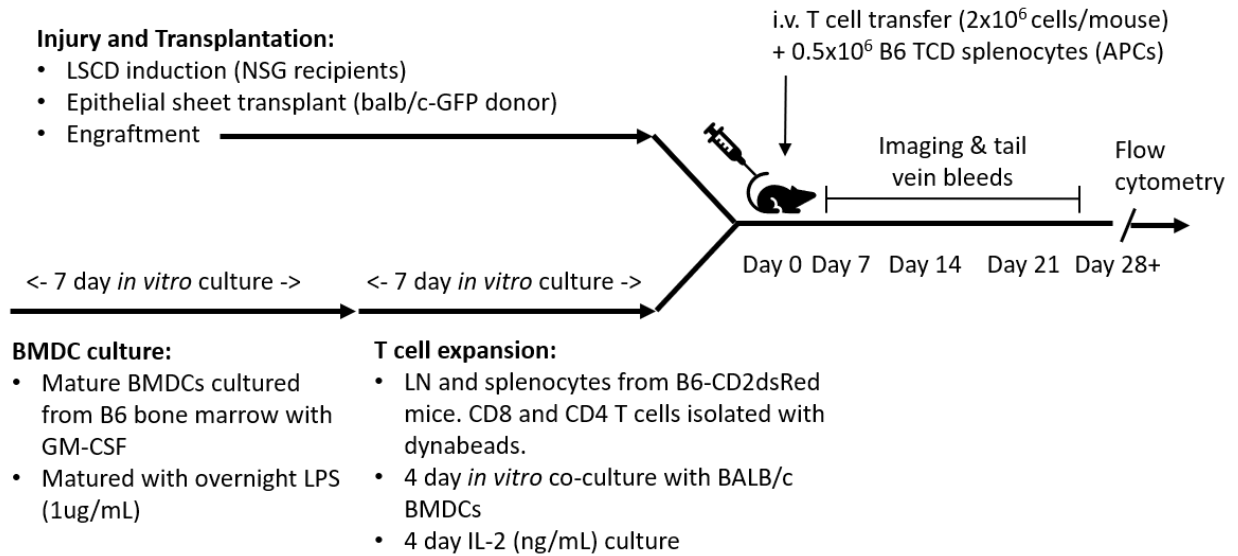 Injury and Transplantation:
• LSCD induction (NSG recipients)
• Epithelial sheet transplant (balb/c-GFP donor)
• Engraftment
i.v. T cell transfer (2x10⁶ cells/mouse)
+ 0.5x10⁶ B6 TCD splenocytes (APCs)
Imaging & tail
vein bleeds
Flow
cytometry
Day 0 Day 7 Day 14 Day 21 Day 28+
<- 7 day in vitro culture -> <- 7 day in vitro culture ->
BMDC culture:
• Mature BMDCs cultured
from B6 bone marrow with
GM-CSF
• Matured with overnight LPS
(1ug/mL)
T cell expansion:
• LN and splenocytes from B6-CD2dsRed
mice. CD8 and CD4 T cells isolated with
dynabeads.
• 4 day in vitro co-culture with BALB/c
BMDCs
• 4 day IL-2 (ng/mL) culture